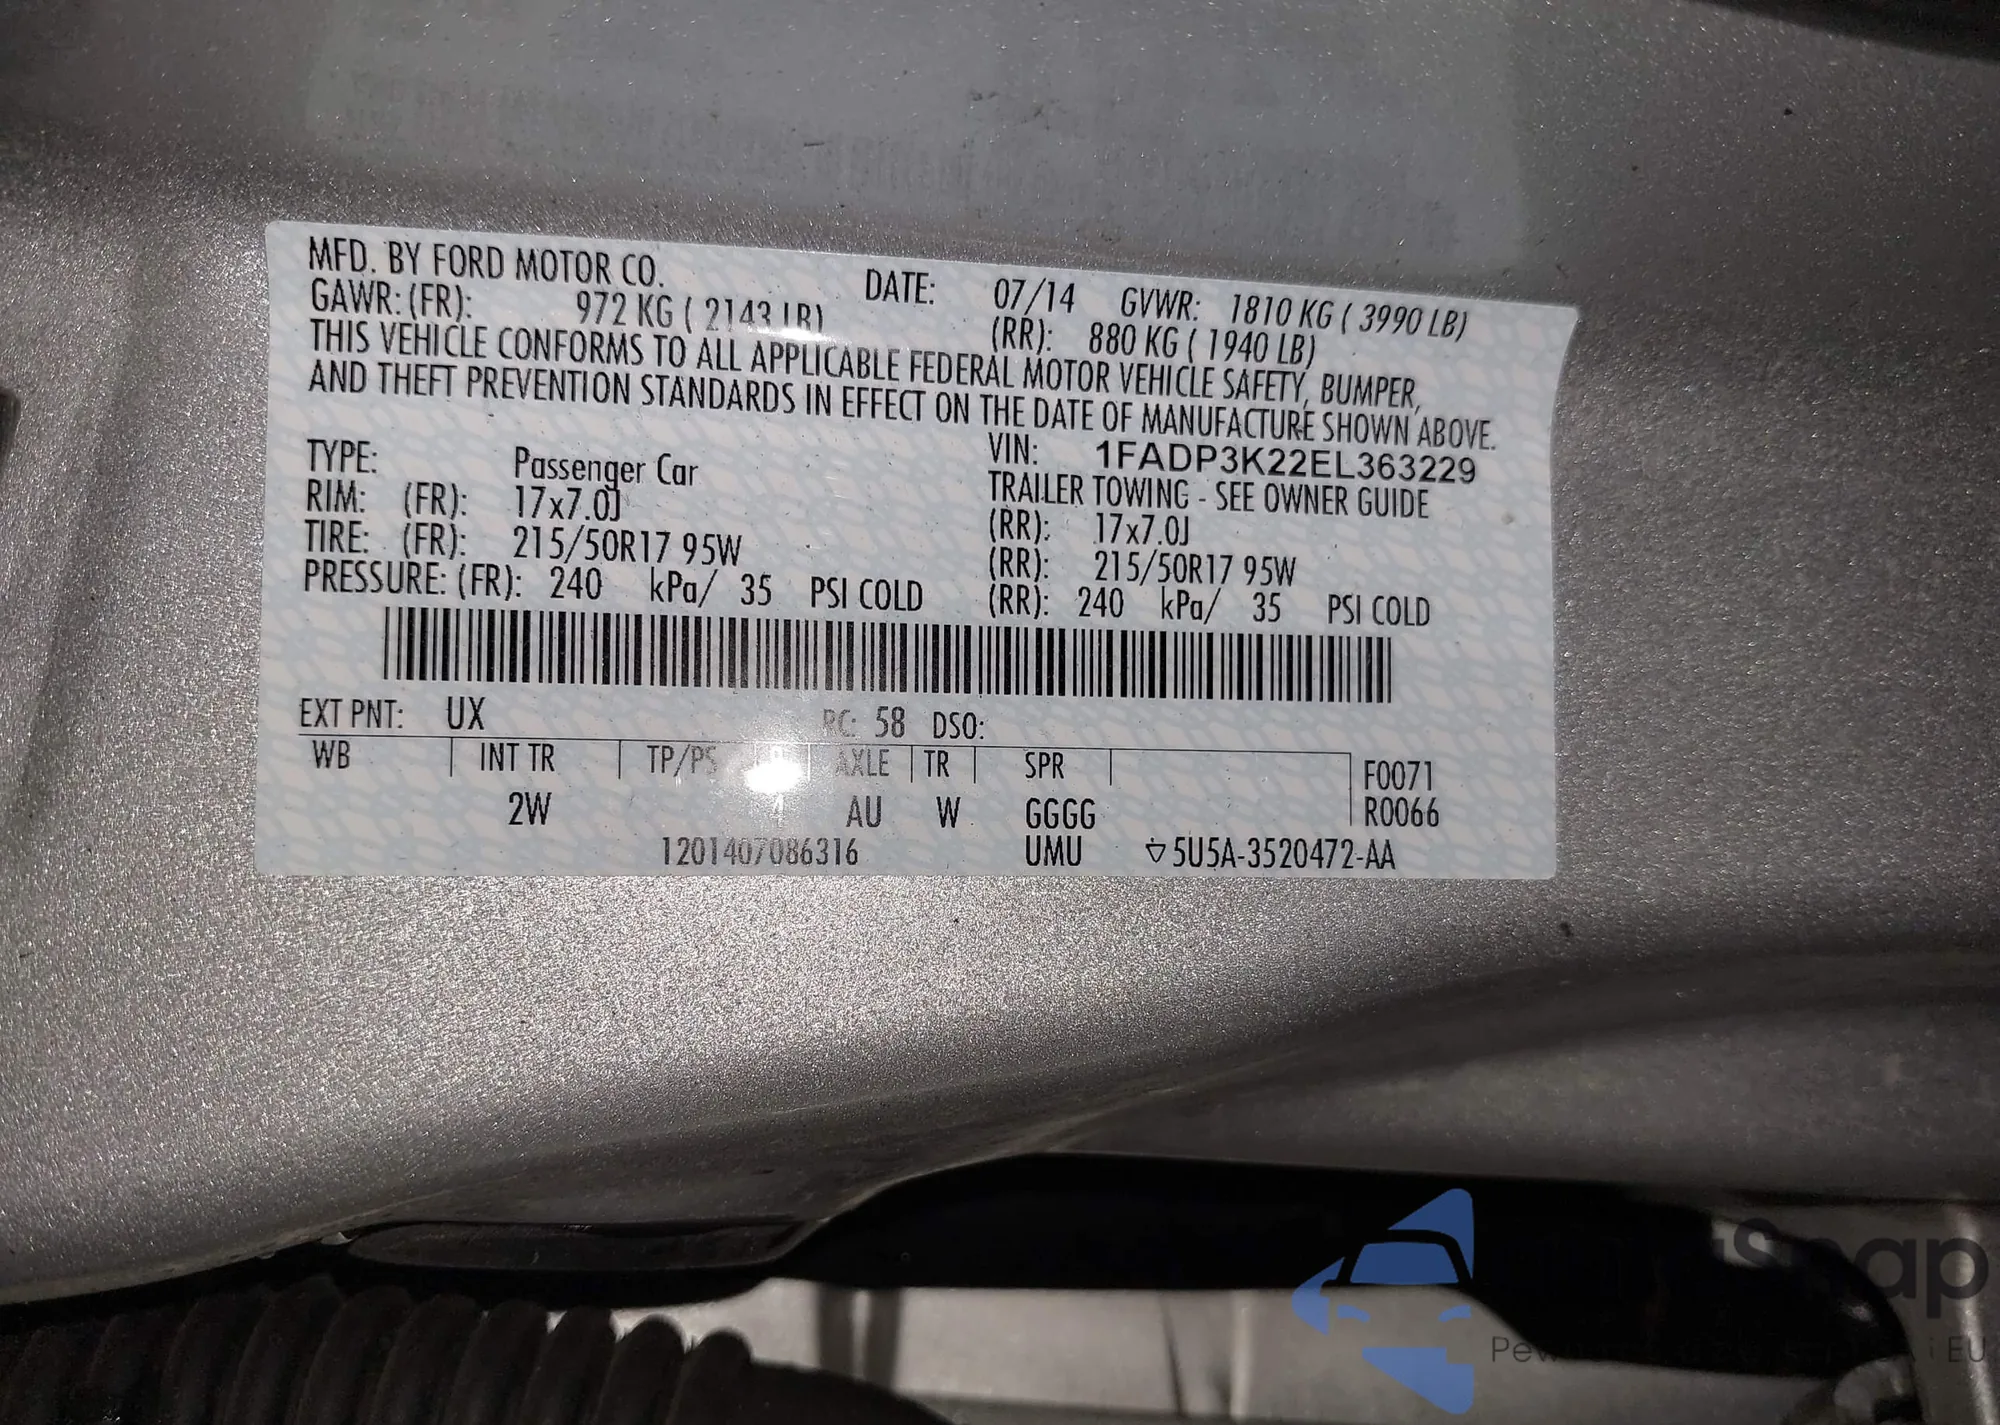 MFD. BY FORD MOTOR CO.
DATE: 07/14 GVWR: 1810 KG ( 3990 LB)
GAWR: (FR): 972 KG ( 2143 LB) (RR): 880 KG ( 1940 LB)
THIS VEHICLE CONFORMS TO ALL APPLICABLE FEDERAL MOTOR VEHICLE SAFETY, BUMPER,
AND THEFT PREVENTION STANDARDS IN EFFECT ON THE DATE OF MANUFACTURE SHOWN ABOVE.
VIN: 1FADP3K22EL363229
TYPE: Passenger Car TRAILER TOWING - SEE OWNER GUIDE
RIM: (FR): 17x7.0J (RR): 17x7.0J
TIRE: (FR): 215/50R17 95W (RR): 215/50R17 95W
PRESSURE: (FR): 240 kPa/ 35 PSI COLD (RR): 240 kPa/ 35 PSI COLD
EXT PNT: UX RC: 58 DSO:
WB INT TR TP/PS AXLE TR SPR F0071
2W AU W GGGG R0066
1201407086316 UMU 5U5A-3520472-AA
EU